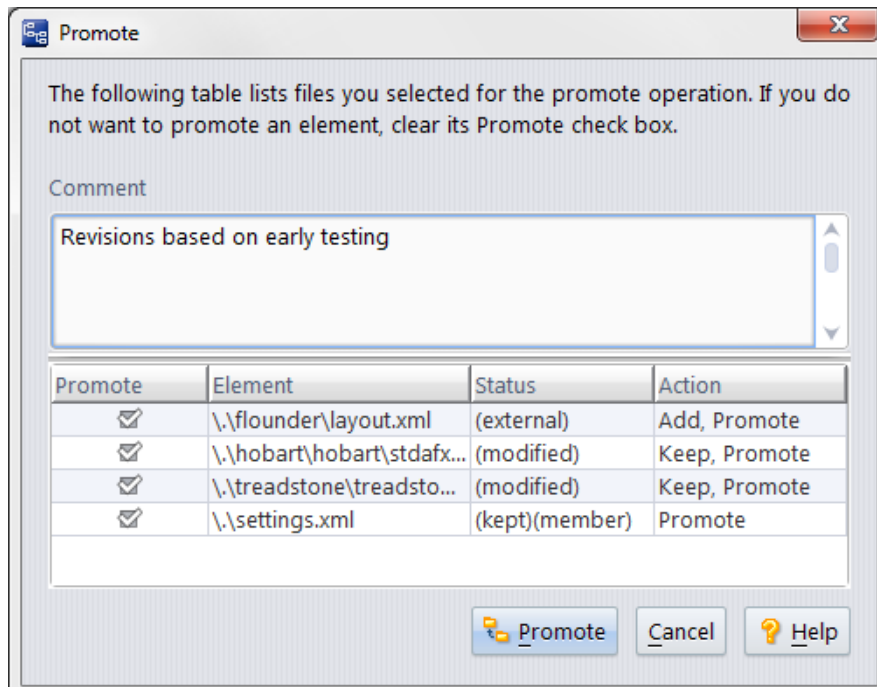 Promote
The following table lists files you selected for the promote operation. If you do
not want to promote an element, clear its Promote check box.
Comment
Revisions based on early testing
Promote Element Status Action
\.\flounder\layout.xml (external) Add, Promote
\.\hobart\hobart\stdafx... (modified) Keep, Promote
\.\treadstone\treadsto... (modified) Keep, Promote
\.\settings.xml (kept)(member) Promote
Promote Cancel Help